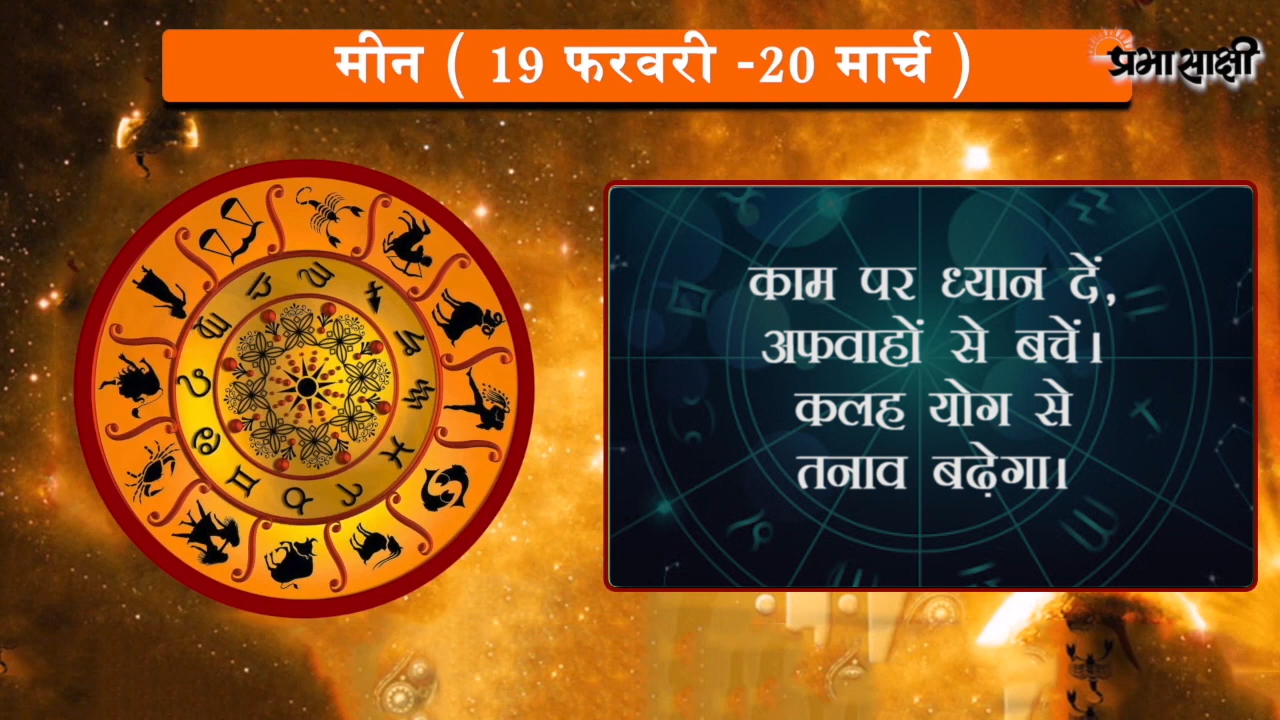 मीन ( 19 फरवरी -20 मार्च )
प्रभासाक्षी
काम पर ध्यान दें,
अफवाहों से बचें।
कलह योग से
तनाव बढ़ेगा।